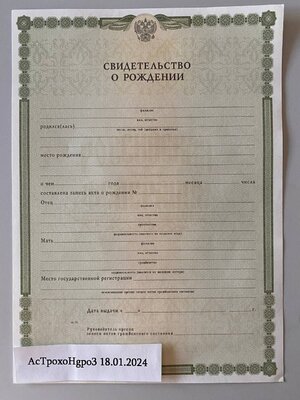 СВИДЕТЕЛЬСТВО
О РОЖДЕНИИ
фамилия
имя, отчество
родился(лась)
число, месяц, год (цифрами и прописью)
место рождения
о чем года месяца числа
составлена запись акта о рождении №
Отец
фамилия
имя, отчество
гражданство
Мать
фамилия
имя, отчество
гражданство
Место государственной регистрации
Дата выдачи « » г.
Руководитель органа
записи актов гражданского состояния
АсТрохоНgро3 18.01.2024